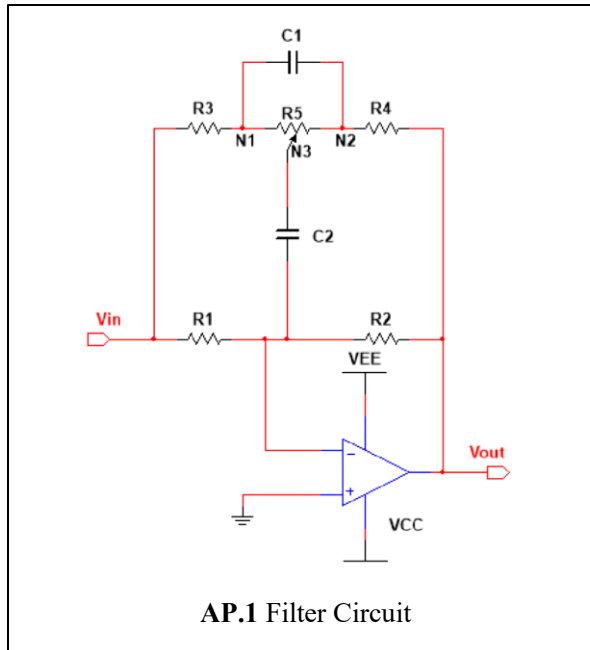 C1
R3
R5
R4
N1
N2
N3
C2
Vin
R1
R2
VEE
Vout
VCC
AP.1 Filter Circuit